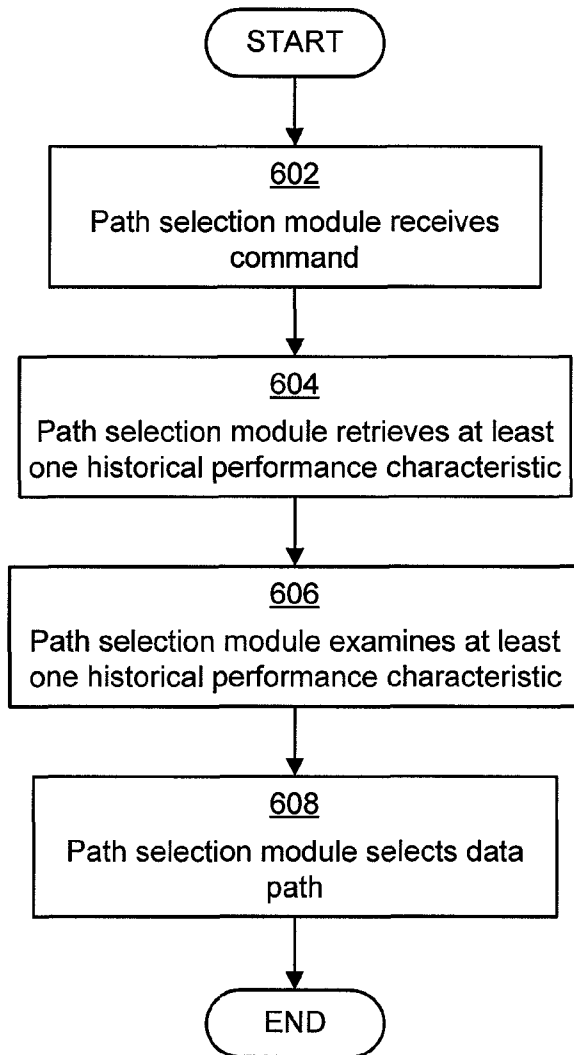 START
602
Path selection module receives
command
604
Path selection module retrieves at least
one historical performance characteristic
606
Path selection module examines at least
one historical performance characteristic
608
Path selection module selects data
path
END